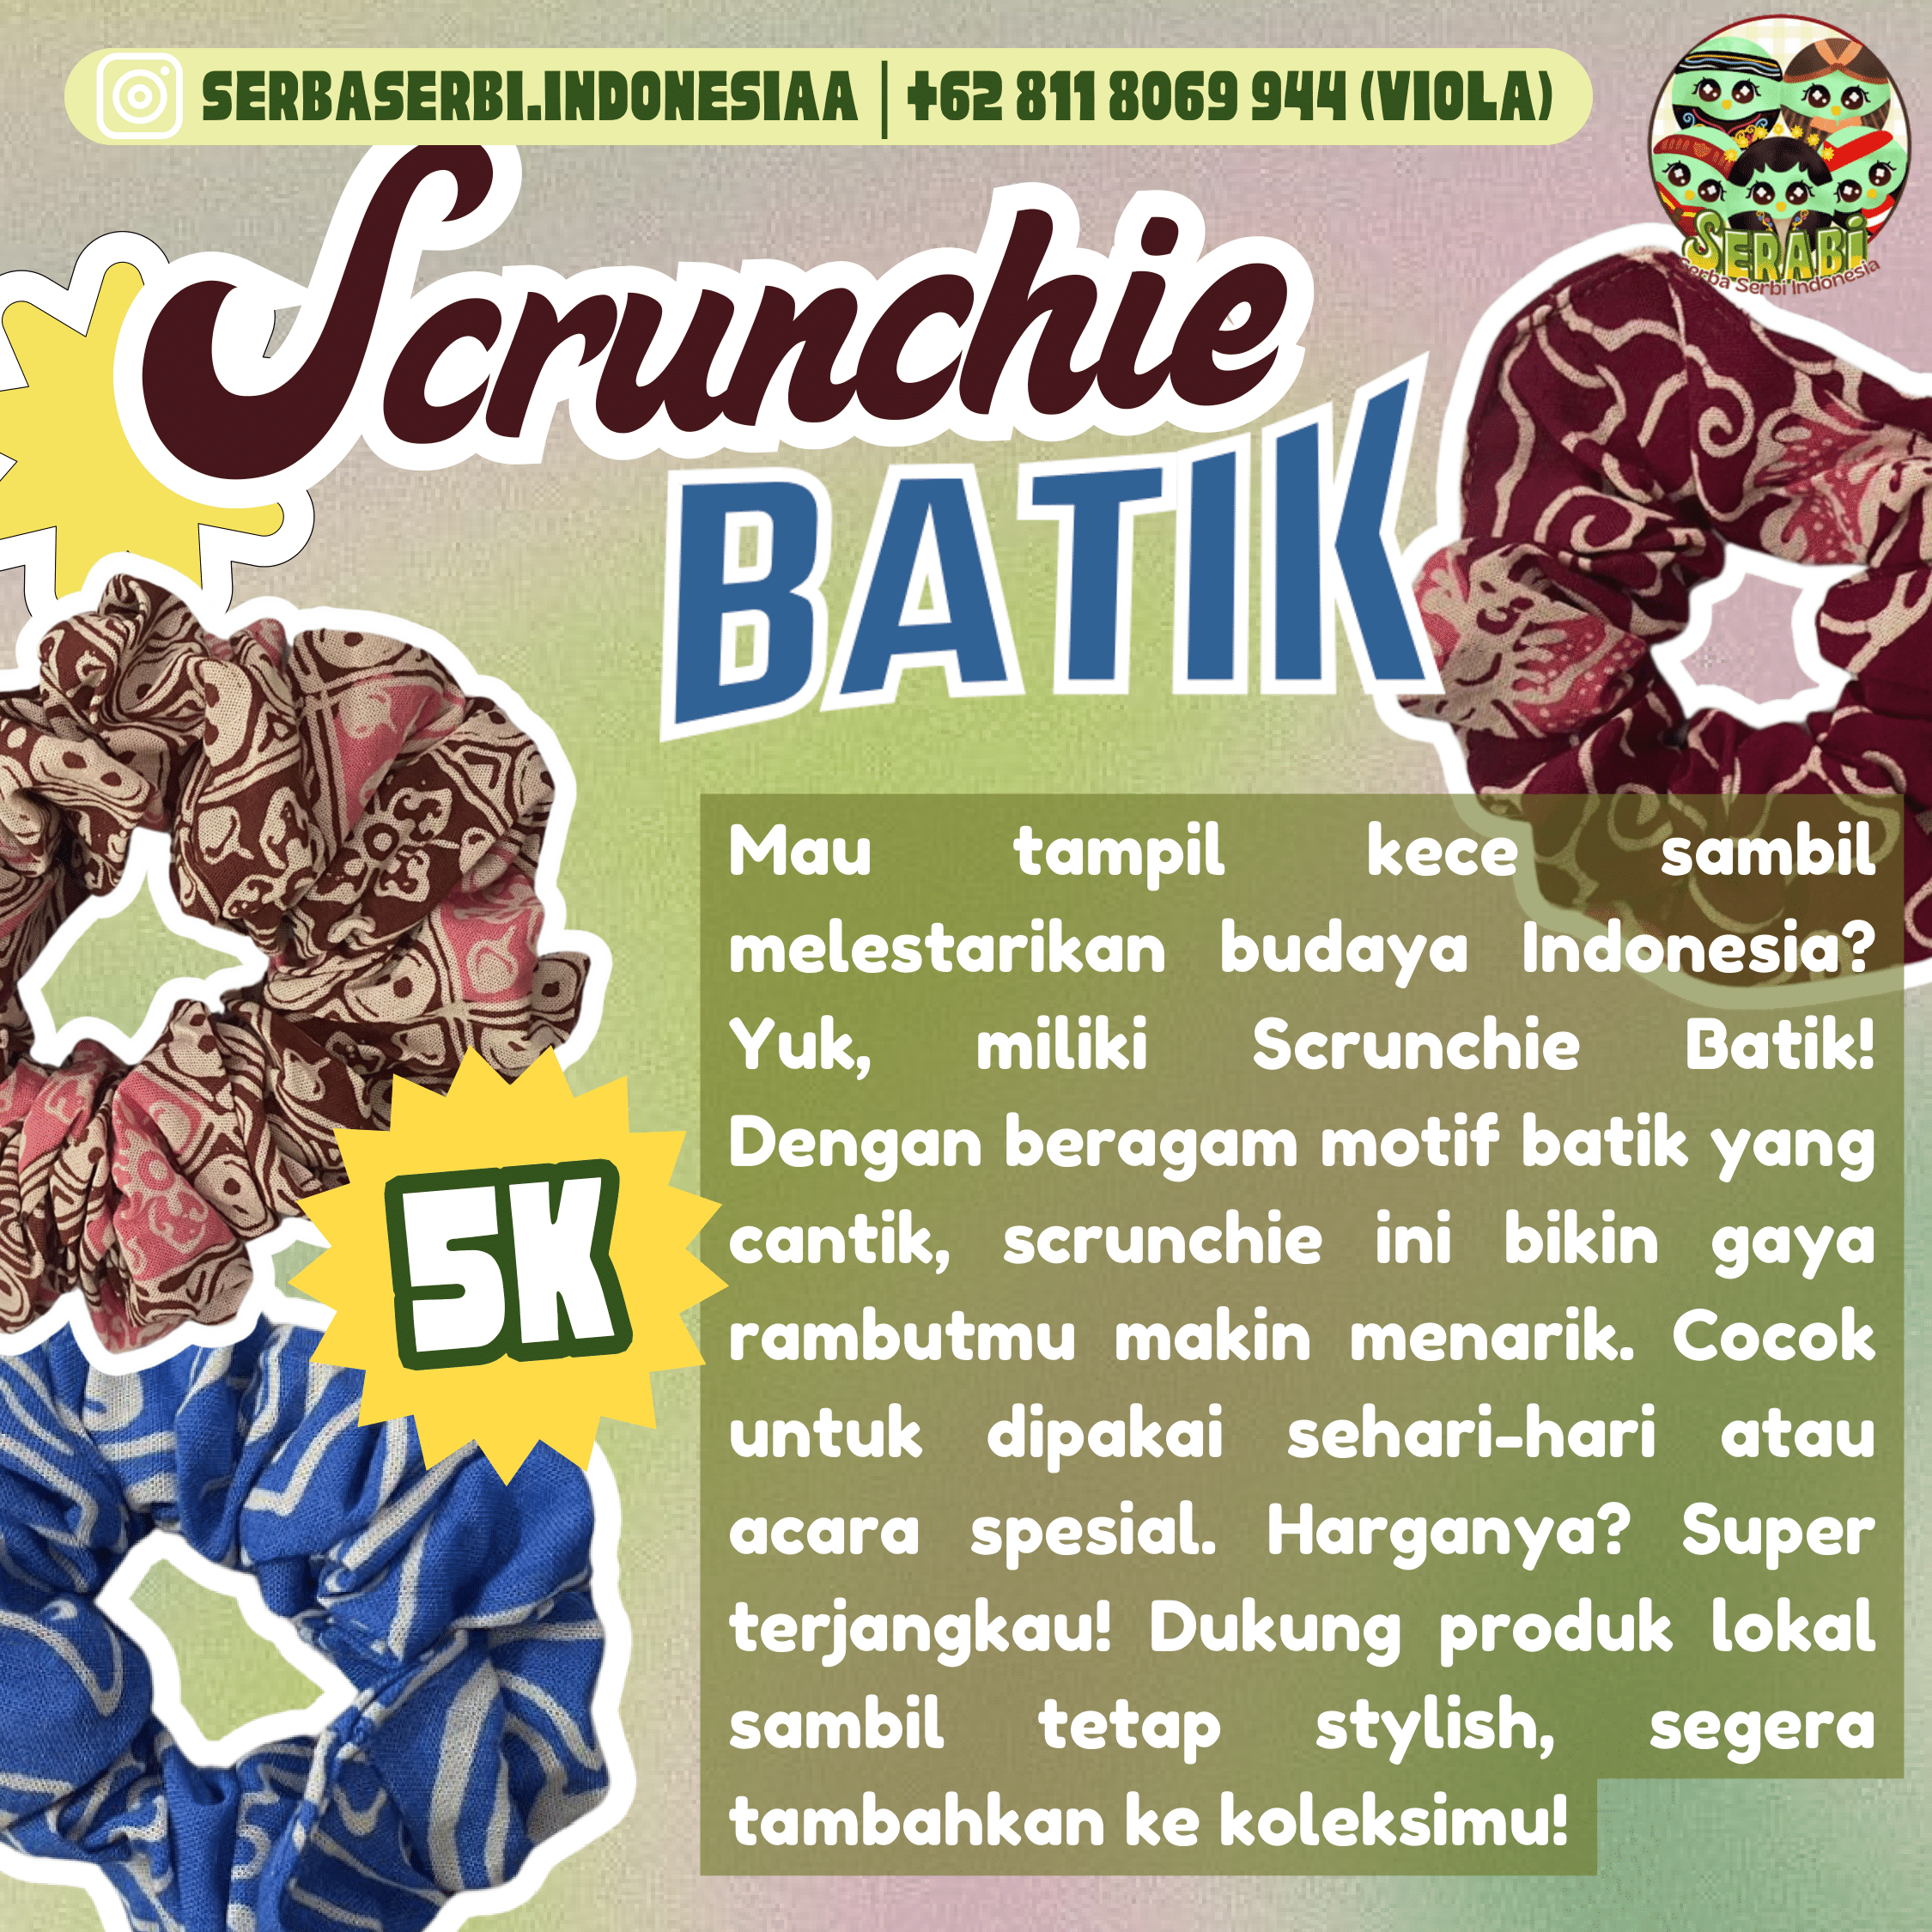 SERBASERBI.INDONESIAA | +62 811 8069 944 (VIOLA)
SERABI
Serba Serbi Indonesia
Scrunchie
BATIK
Mau tampil kece sambil
melestarikan budaya Indonesia?
Yuk, miliki Scrunchie Batik!
Dengan beragam motif batik yang
cantik, scrunchie ini bikin gaya
rambutmu makin menarik. Cocok
untuk dipakai sehari-hari atau
acara spesial. Harganya? Super
terjangkau! Dukung produk lokal
sambil tetap stylish, segera
tambahkan ke koleksimu!
5K